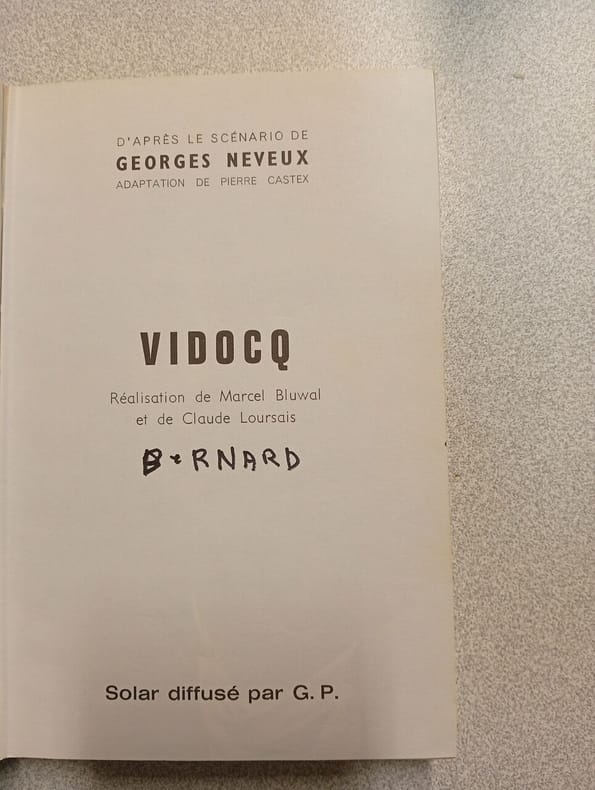 D'APRÈS LE SCÉNARIO DE
GEORGES NEVEUX
ADAPTATION DE PIERRE CASTEX
VIDOCQ
Réalisation de Marcel Bluwal
et de Claude Loursais
BeRNARD
Solar diffusé par G. P.